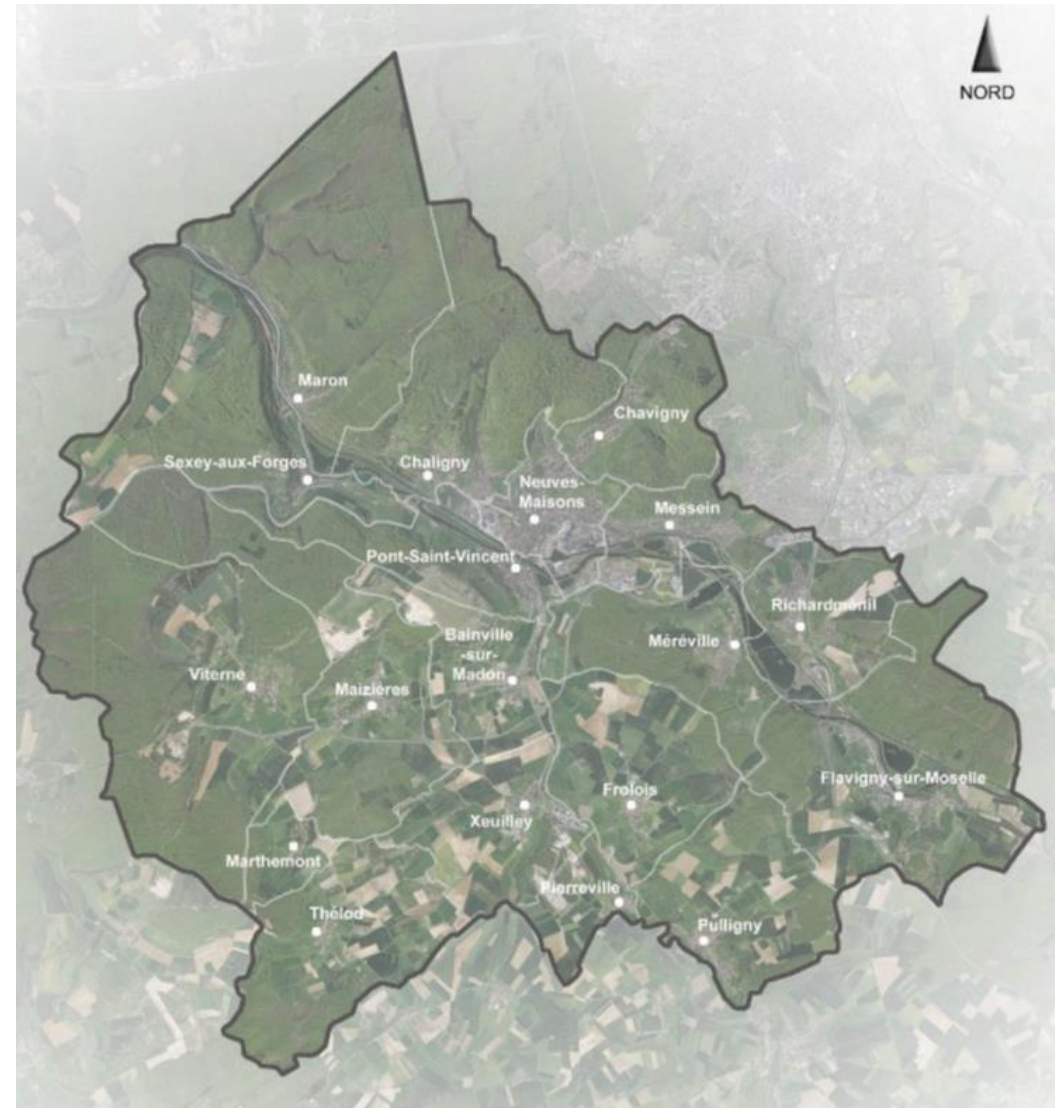 NORD
Maron
Chavigny
Sexey-aux-Forges
Chaligny
Neuves-
Maisons
Messein
Pont-Saint-Vincent
Richardménil
Bainville
-sur-
Madon
Méréville
Viterne
Maizières
Flavigny-sur-Moselle
Frolois
Xeuilley
Marthemont
Pierreville
Thélod
Pulligny